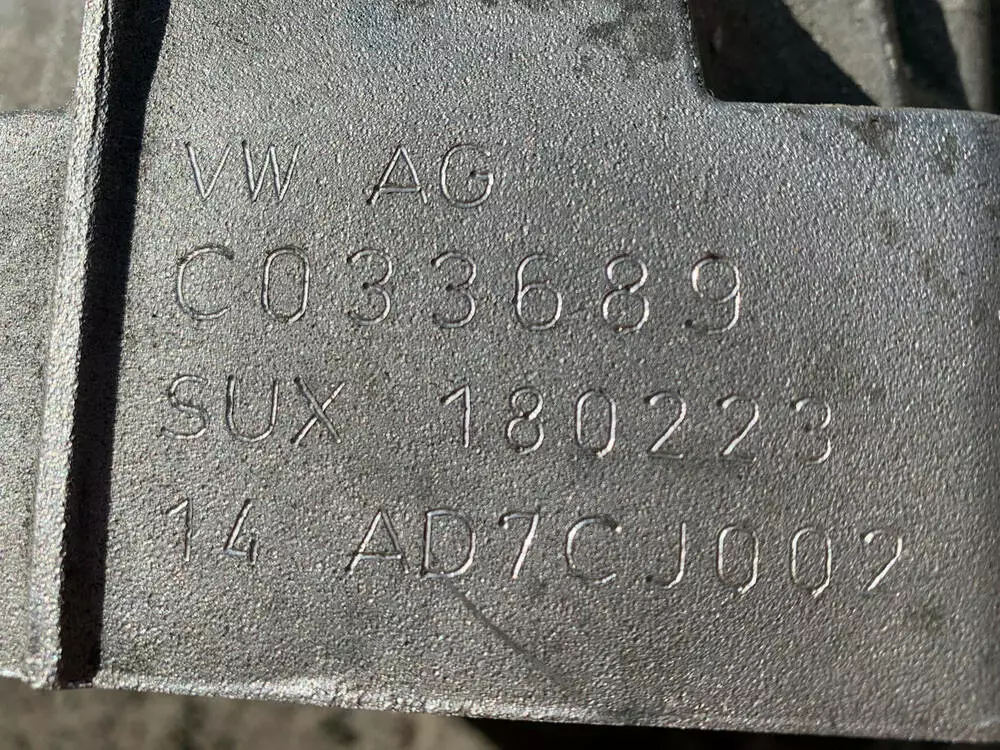 VW AG
C033689
SUX 180223
14 AD7CJ002